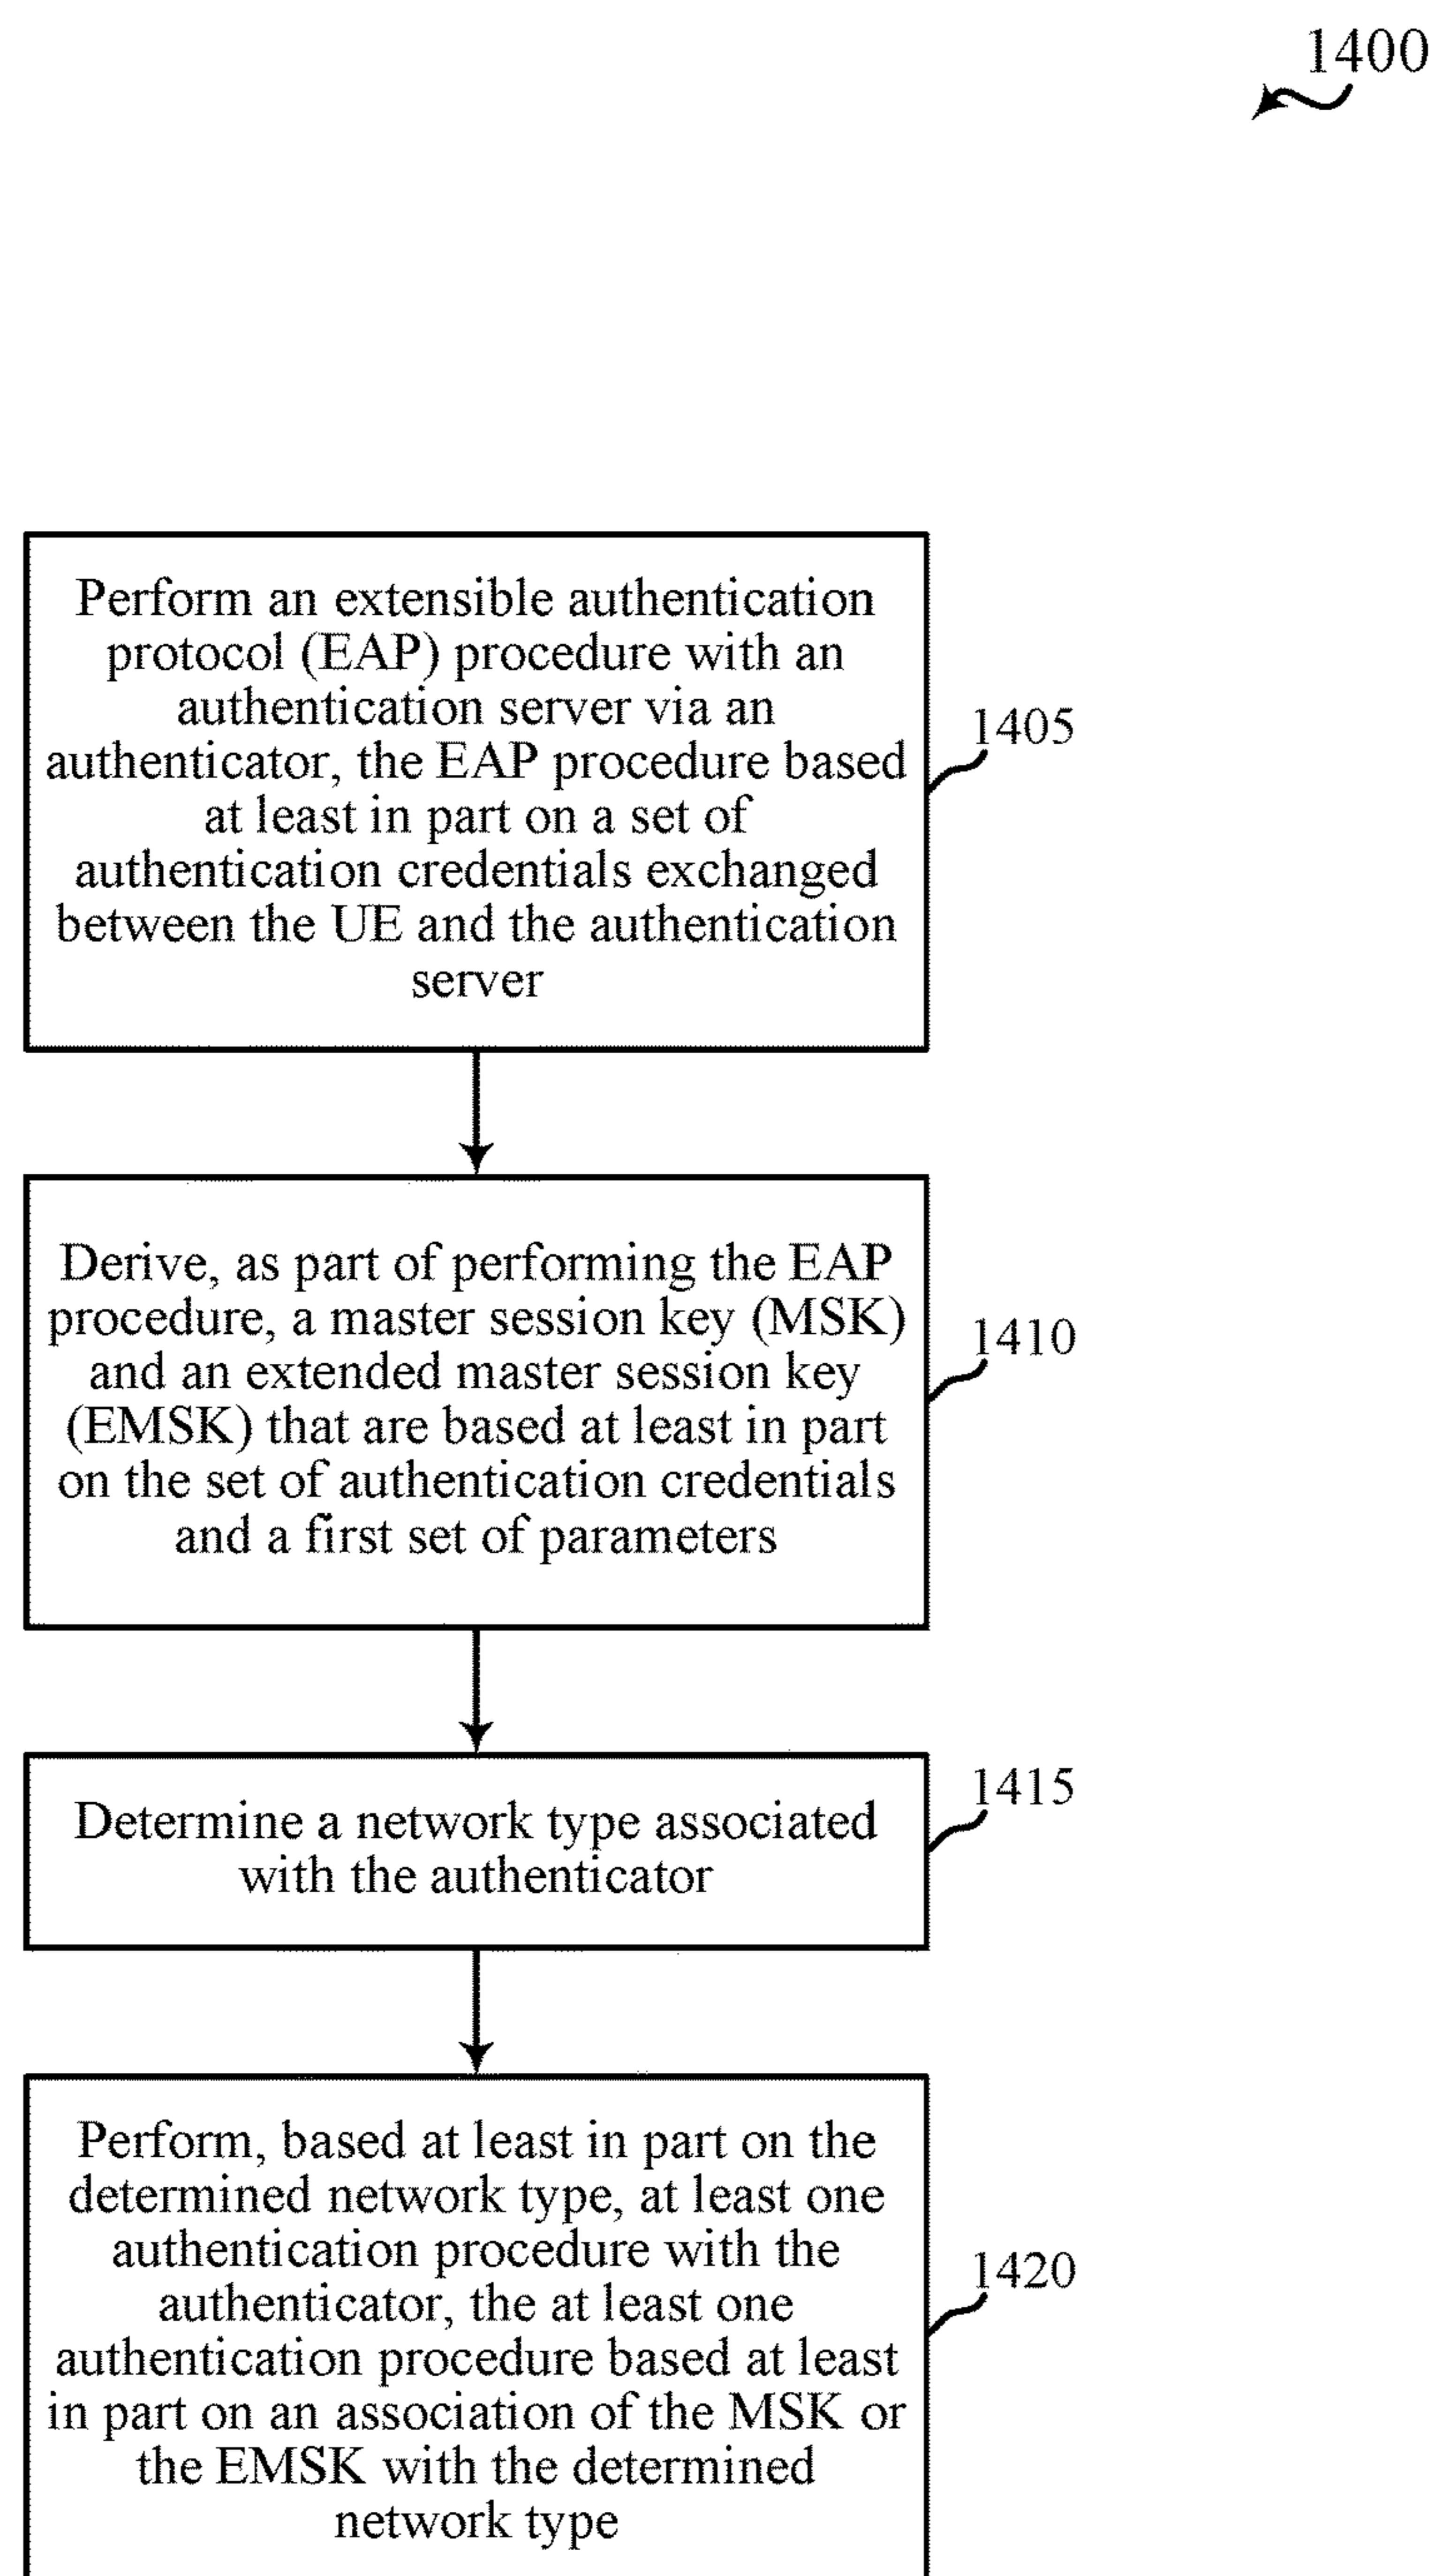 1400
Perform an extensible authentication
protocol (EAP) procedure with an
authentication server via an
authenticator, the EAP procedure based
at least in part on a set of
authentication credentials exchanged
between the UE and the authentication
server
1405
Derive, as part of performing the EAP
procedure, a master session key (MSK)
and an extended master session key
(EMSK) that are based at least in part
on the set of authentication credentials
and a first set of parameters
1410
Determine a network type associated
with the authenticator
1415
Perform, based at least in part on the
determined network type, at least one
authentication procedure with the
authenticator, the at least one
authentication procedure based at least
in part on an association of the MSK or
the EMSK with the determined
network type
1420